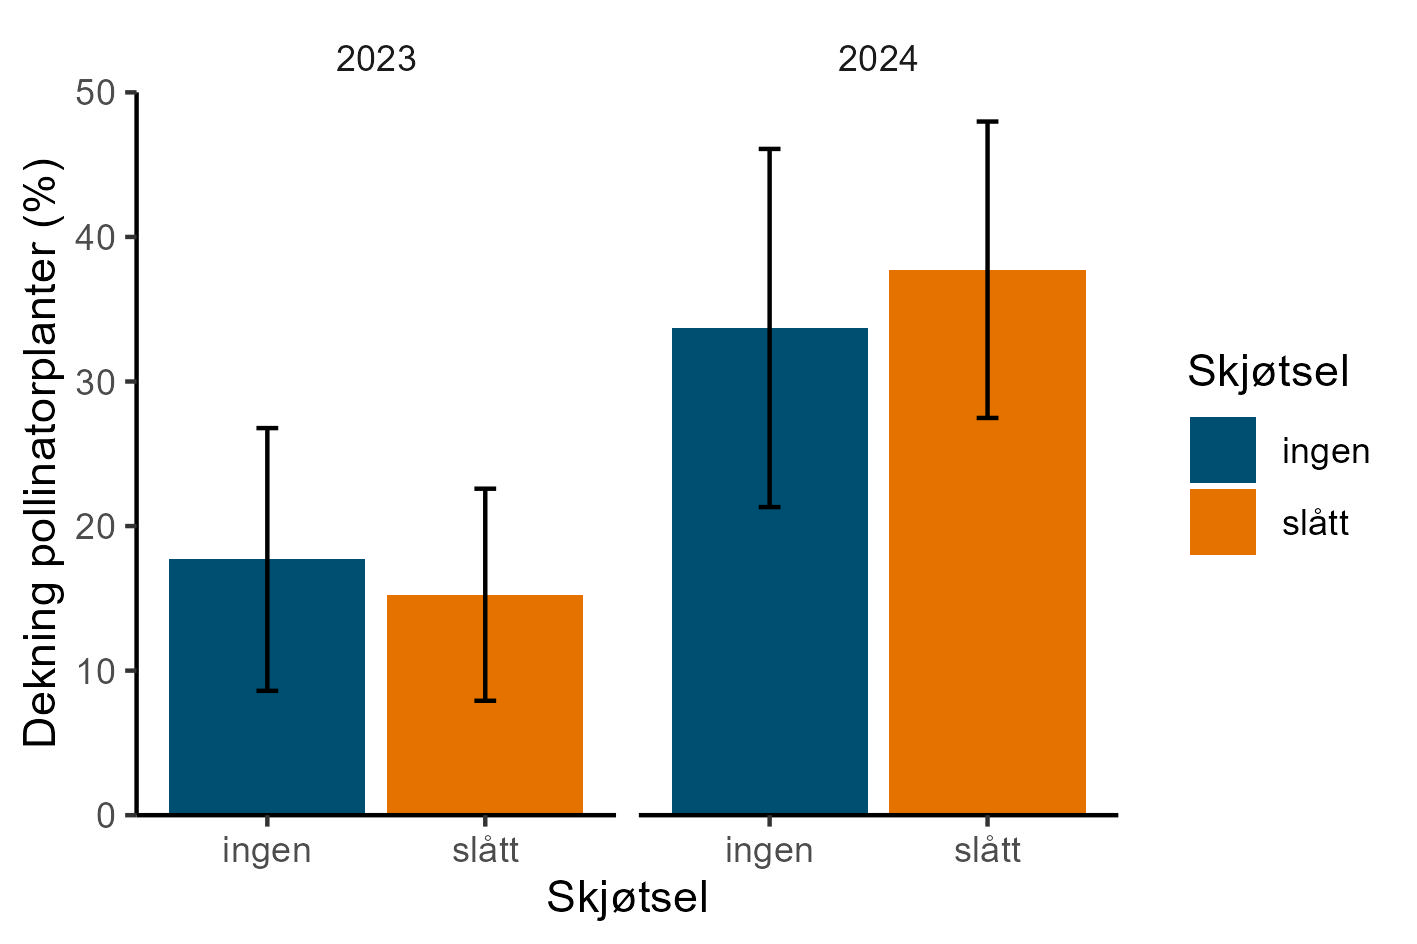 2023
2024
Dekning pollinatorplanter (%)
50
40
30
20
10
0
ingen
slått
ingen
slått
Skjøtsel
Skjøtsel
ingen
slått